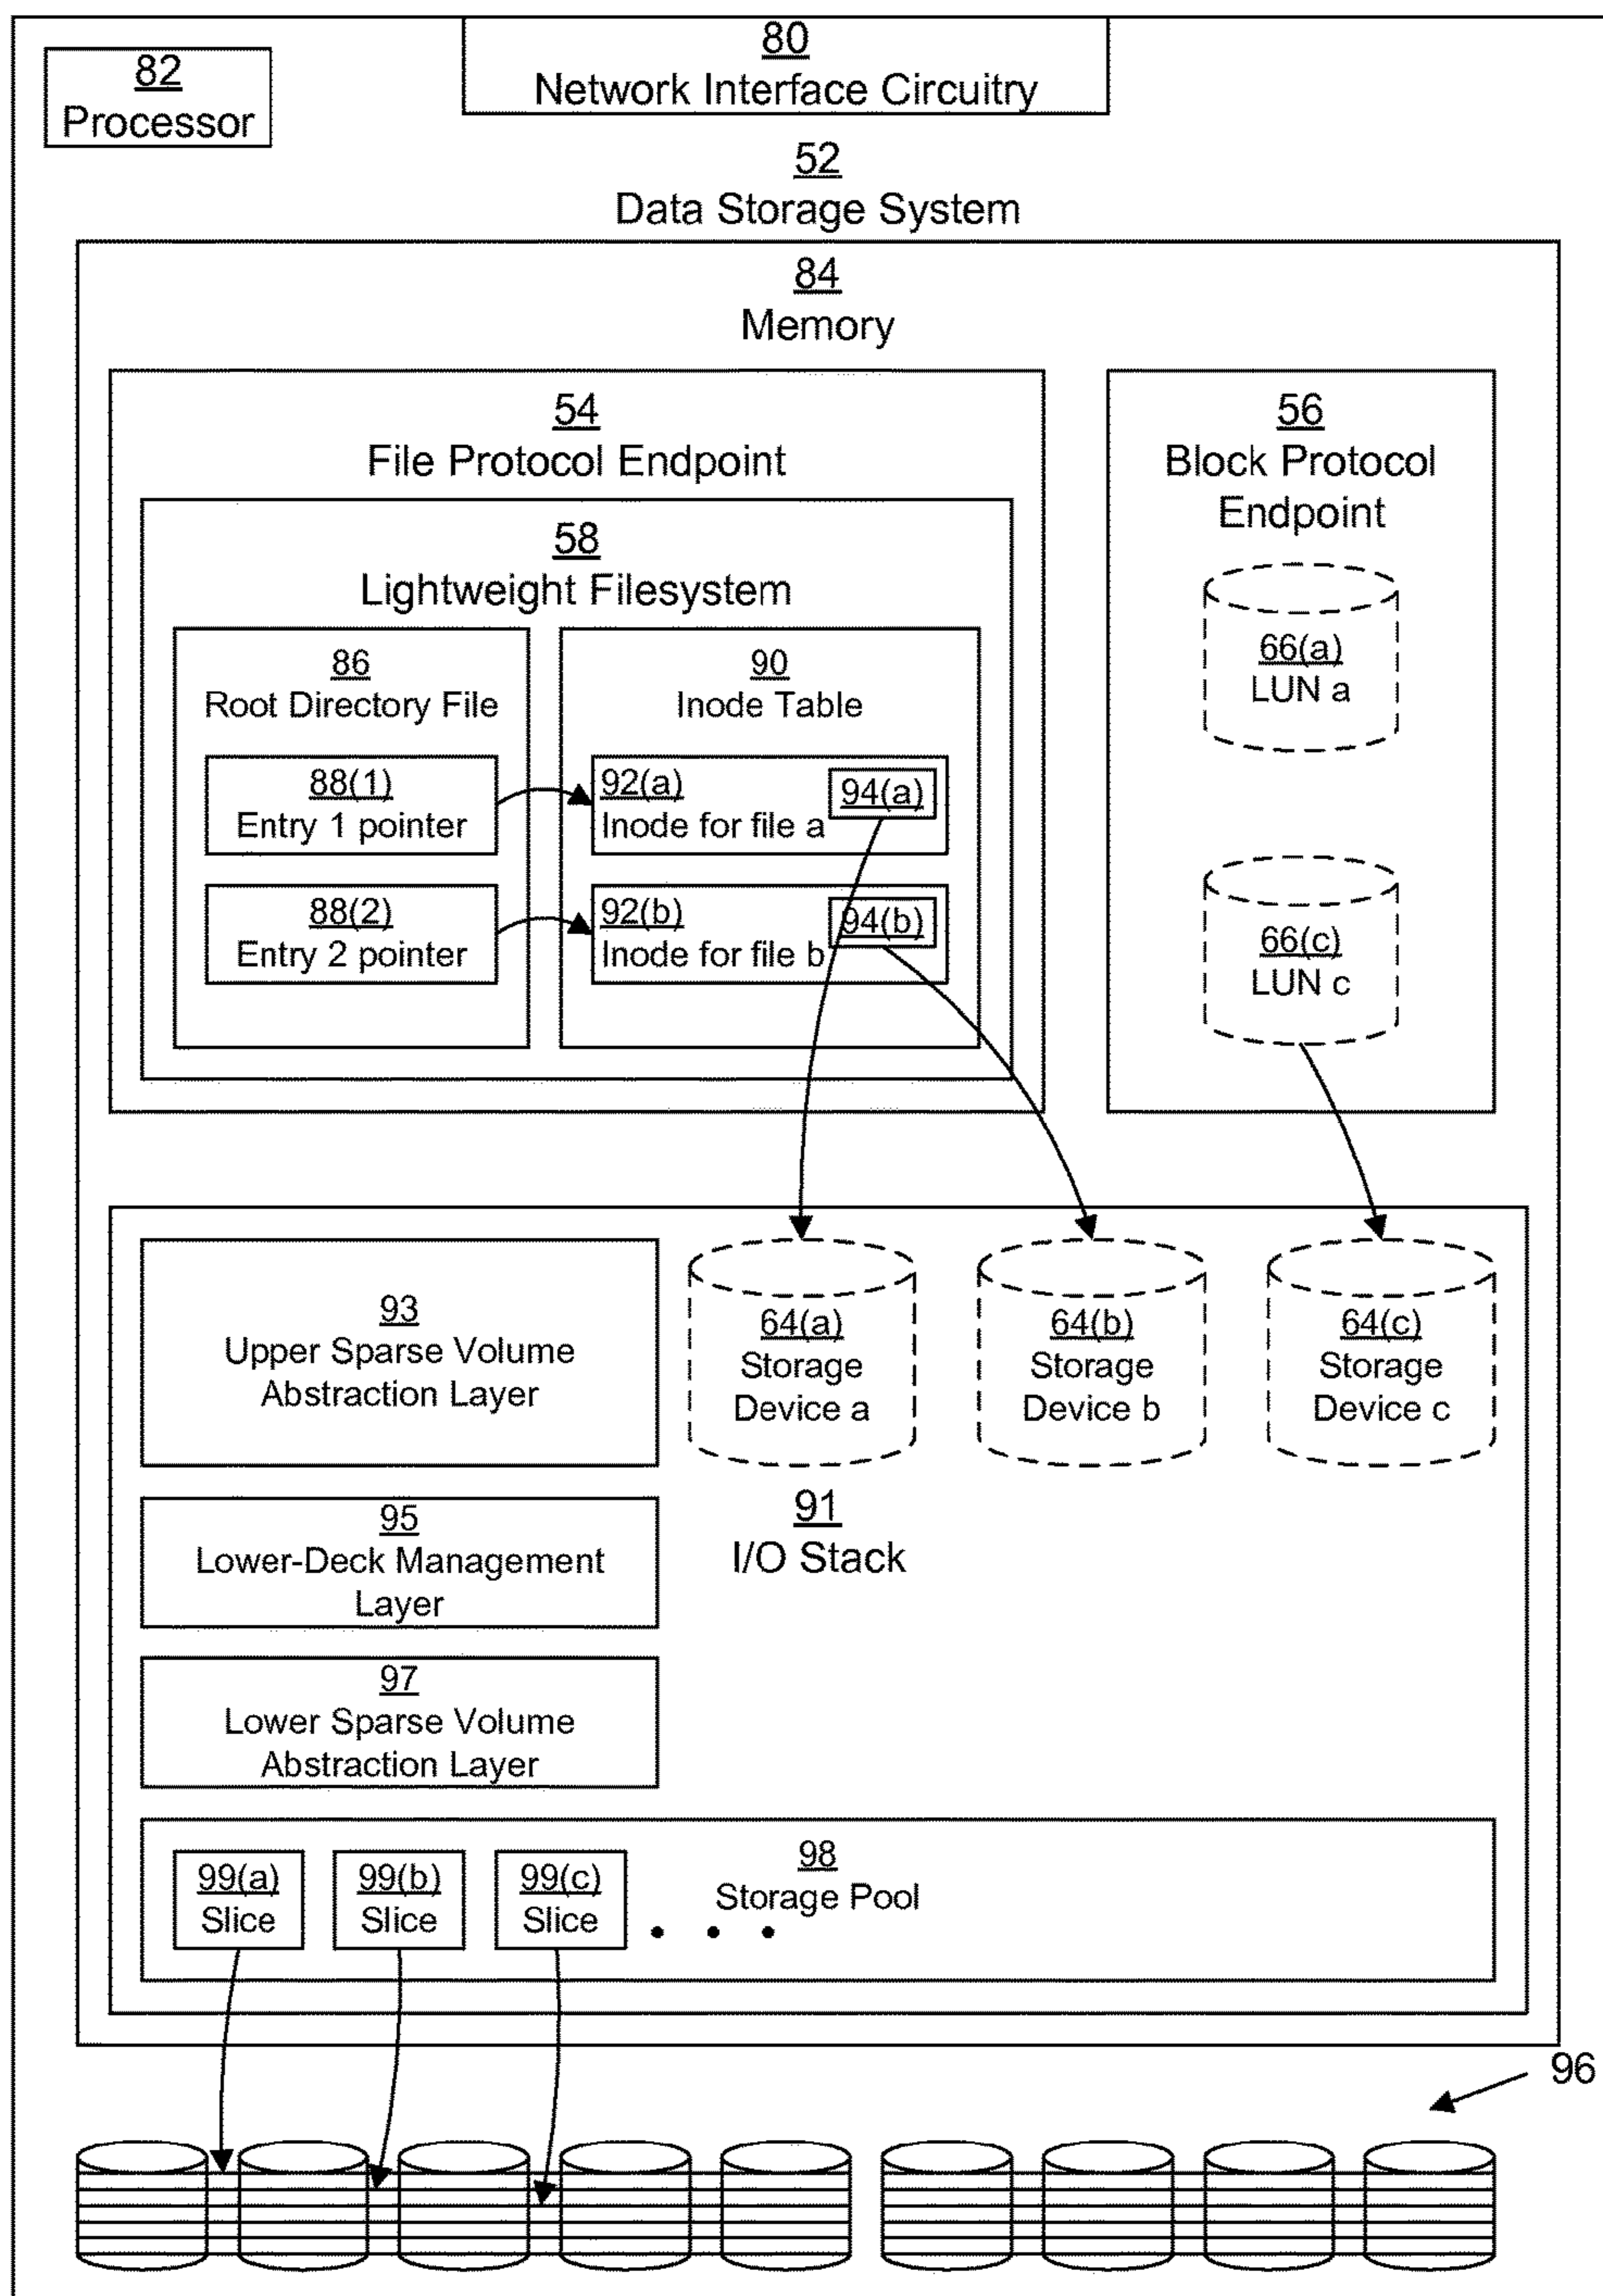 80
Network Interface Circuitry
82
Processor
52
Data Storage System
84
Memory
54
File Protocol Endpoint
58
Lightweight Filesystem
86
Root Directory File
88(1)
Entry 1 pointer
88(2)
Entry 2 pointer
90
Inode Table
92(a)
Inode for file a
94(a)
92(b)
Inode for file b
94(b)
56
Block Protocol
Endpoint
66(a)
LUN a
66(c)
LUN c
93
Upper Sparse Volume
Abstraction Layer
64(a)
Storage
Device a
64(b)
Storage
Device b
64(c)
Storage
Device c
95
Lower-Deck Management
Layer
91
I/O Stack
97
Lower Sparse Volume
Abstraction Layer
99(a)
Slice
99(b)
Slice
99(c)
Slice
• • •
98
Storage Pool
96